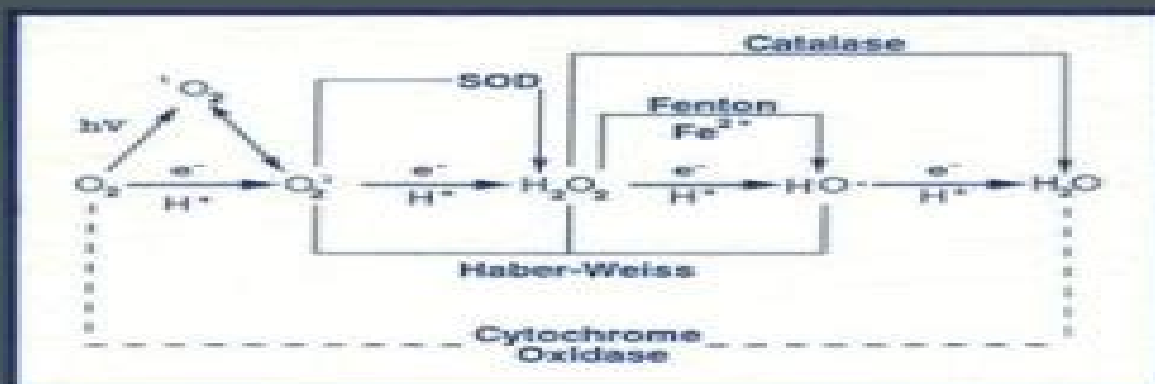 Catalase
¹O₂
SOD
hv
Fenton
Fe²⁺
O₂ e⁻ H⁺ O₂⁻ e⁻ H⁺ H₂O₂ e⁻ H⁺ HO· e⁻ H⁺ H₂O
Haber-Weiss
Cytochrome
Oxidase